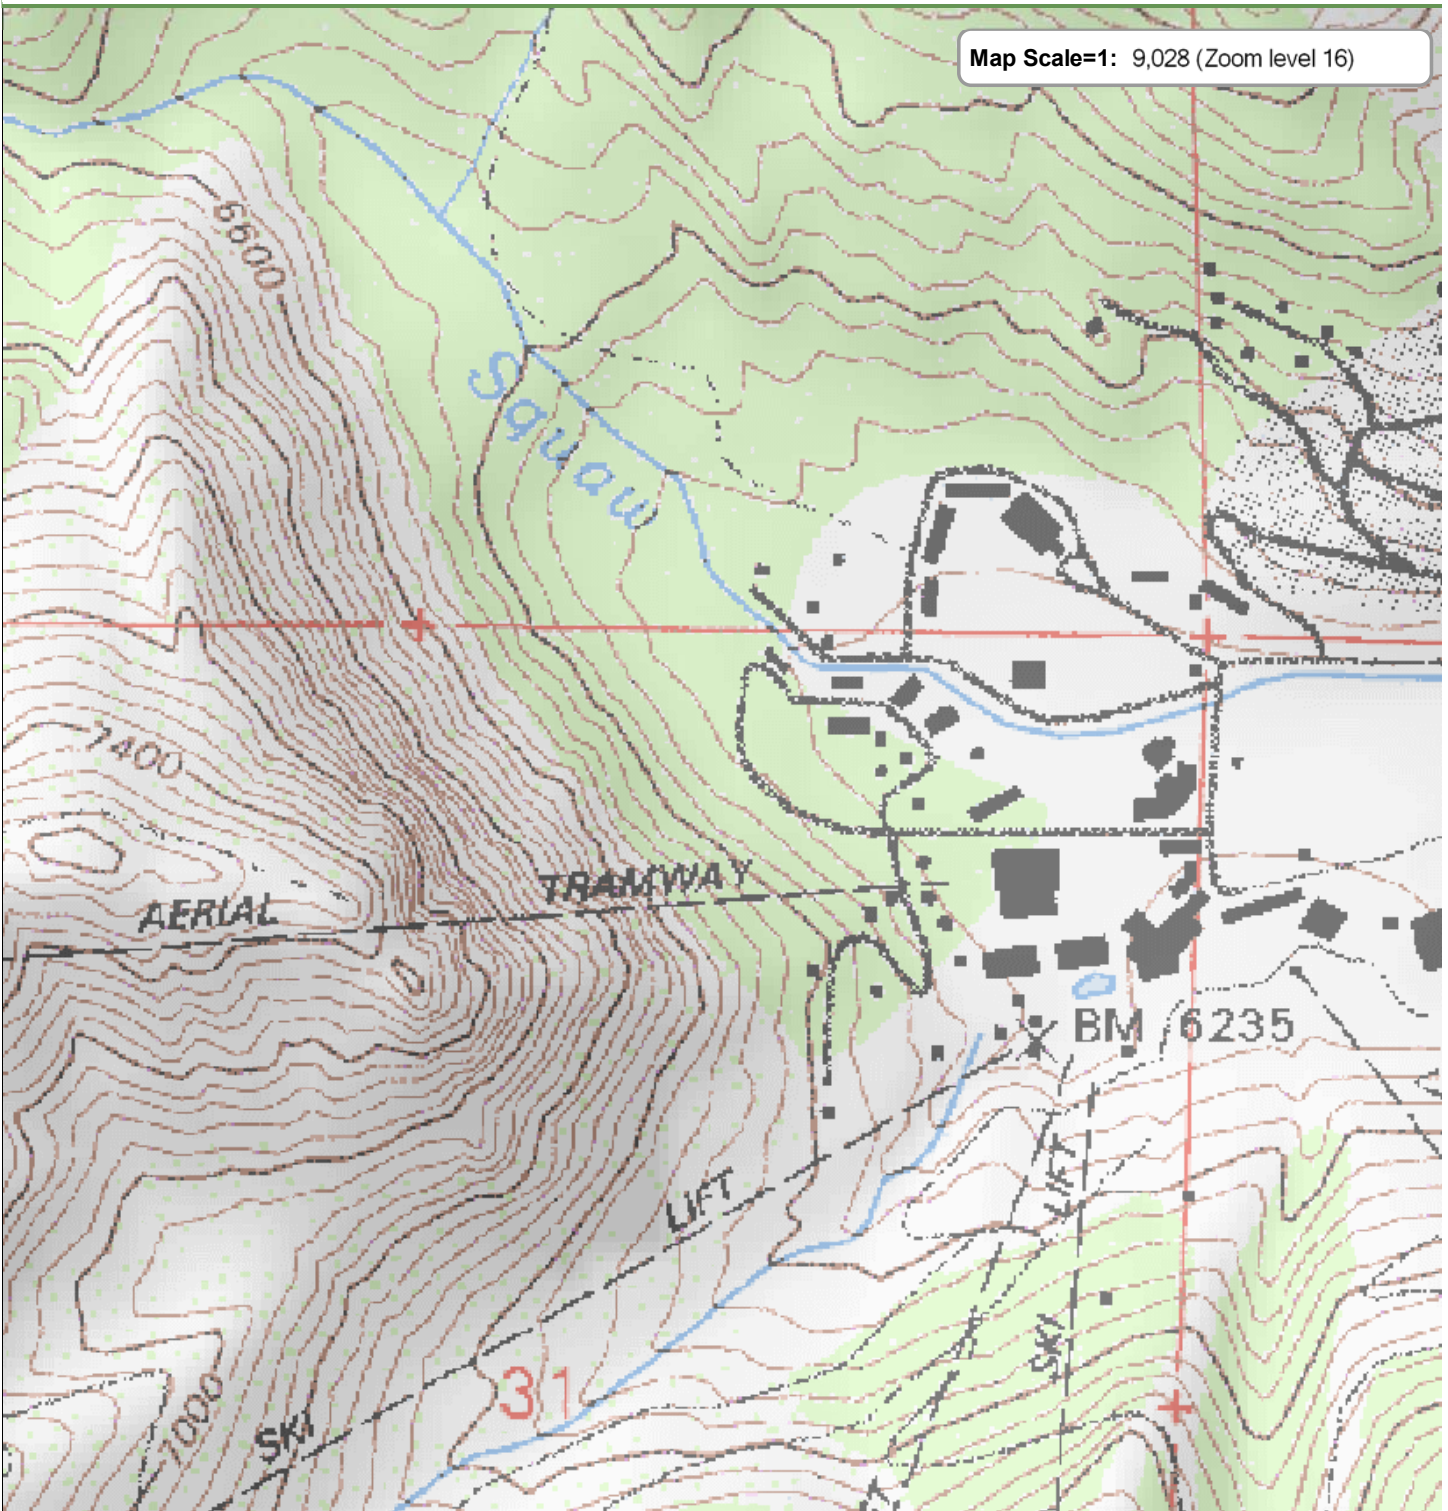 Map Scale=1: 9,028 (Zoom level 16)
6600
Squaw
7400
AERIAL
TRAMWAY
BM 6235
LIFT
LIFT
SKI
31
7000
SKI